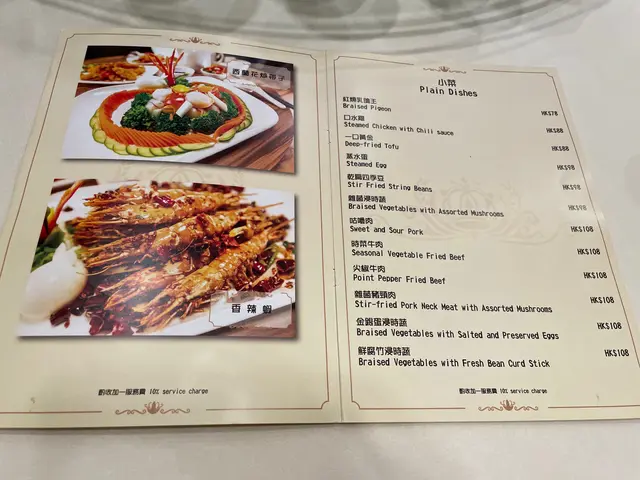 西蘭花炒帶子
香辣蝦
酌收加一服務費 10% service charge
小菜
Plain Dishes
紅燒乳鴿王
Braised Pigeon HK$78
口水雞
Steamed Chicken with Chili sauce HK$88
一口黃金
Deep-fried Tofu HK$88
蒸水蛋
Steamed Egg HK$98
乾扁四季豆
Stir Fried String Beans HK$98
雜菌浸時蔬
Braised Vegetables with Assorted Mushrooms HK$98
咕嚕肉
Sweet and Sour Pork HK$108
時菜牛肉
Seasonal Vegetable Fried Beef HK$108
尖椒牛肉
Point Pepper Fried Beef HK$108
雜菌豬頸肉
Stir-fried Pork Neck Meat with Assorted Mushrooms HK$108
金銀蛋浸時蔬
Braised Vegetables with Salted and Preserved Eggs HK$108
鮮腐竹浸時蔬
Braised Vegetables with Fresh Bean Curd Stick HK$108
酌收加一服務費 10% service charge